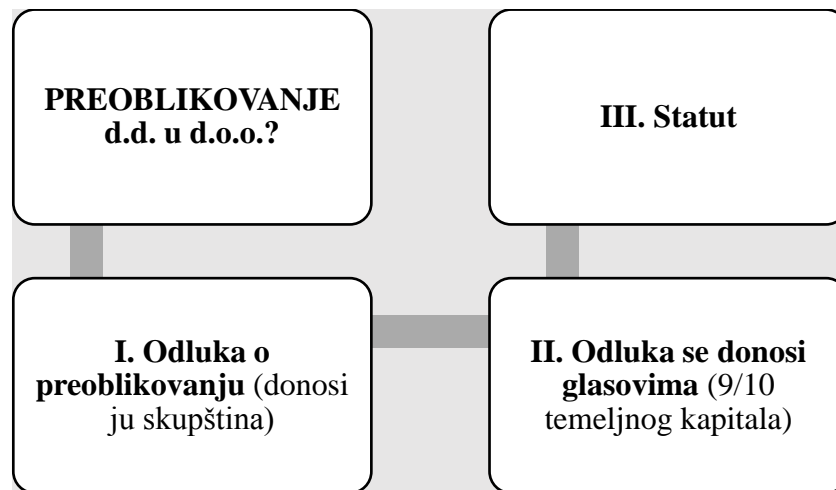 PREOBLIKOVANJE
d.d. u d.o.o.?
I. Odluka o
preoblikovanju (donosi
ju skupština)
II. Odluka se donosi
glasovima (9/10
temeljnog kapitala)
III. Statut